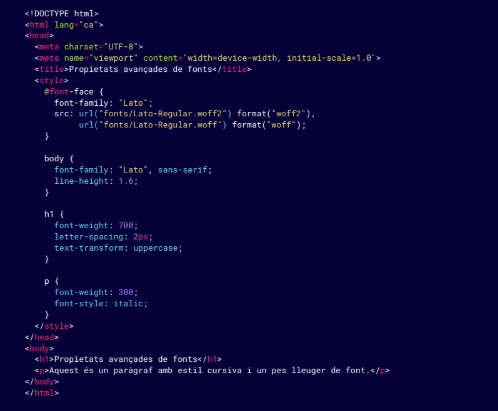 <!DOCTYPE html>
<html lang="ca">
<head>
<meta charset="UTF-8">
<meta name="viewport" content="width=device-width, initial-scale=1.0">
<title>Propietats avançades de fonts</title>
<style>
@font-face {
font-family: "Lato";
src: url("fonts/Lato-Regular.woff2") format("woff2"),
url("fonts/Lato-Regular.woff") format("woff");
}
body {
font-family: "Lato", sans-serif;
line-height: 1.6;
}
h1 {
font-weight: 700;
letter-spacing: 2px;
text-transform: uppercase;
}
p {
font-weight: 300;
font-style: italic;
}
</style>
</head>
<body>
<h1>Propietats avançades de fonts</h1>
<p>Aquest és un paràgraf amb estil cursiva i un pes lleuger de font.</p>
</body>
</html>